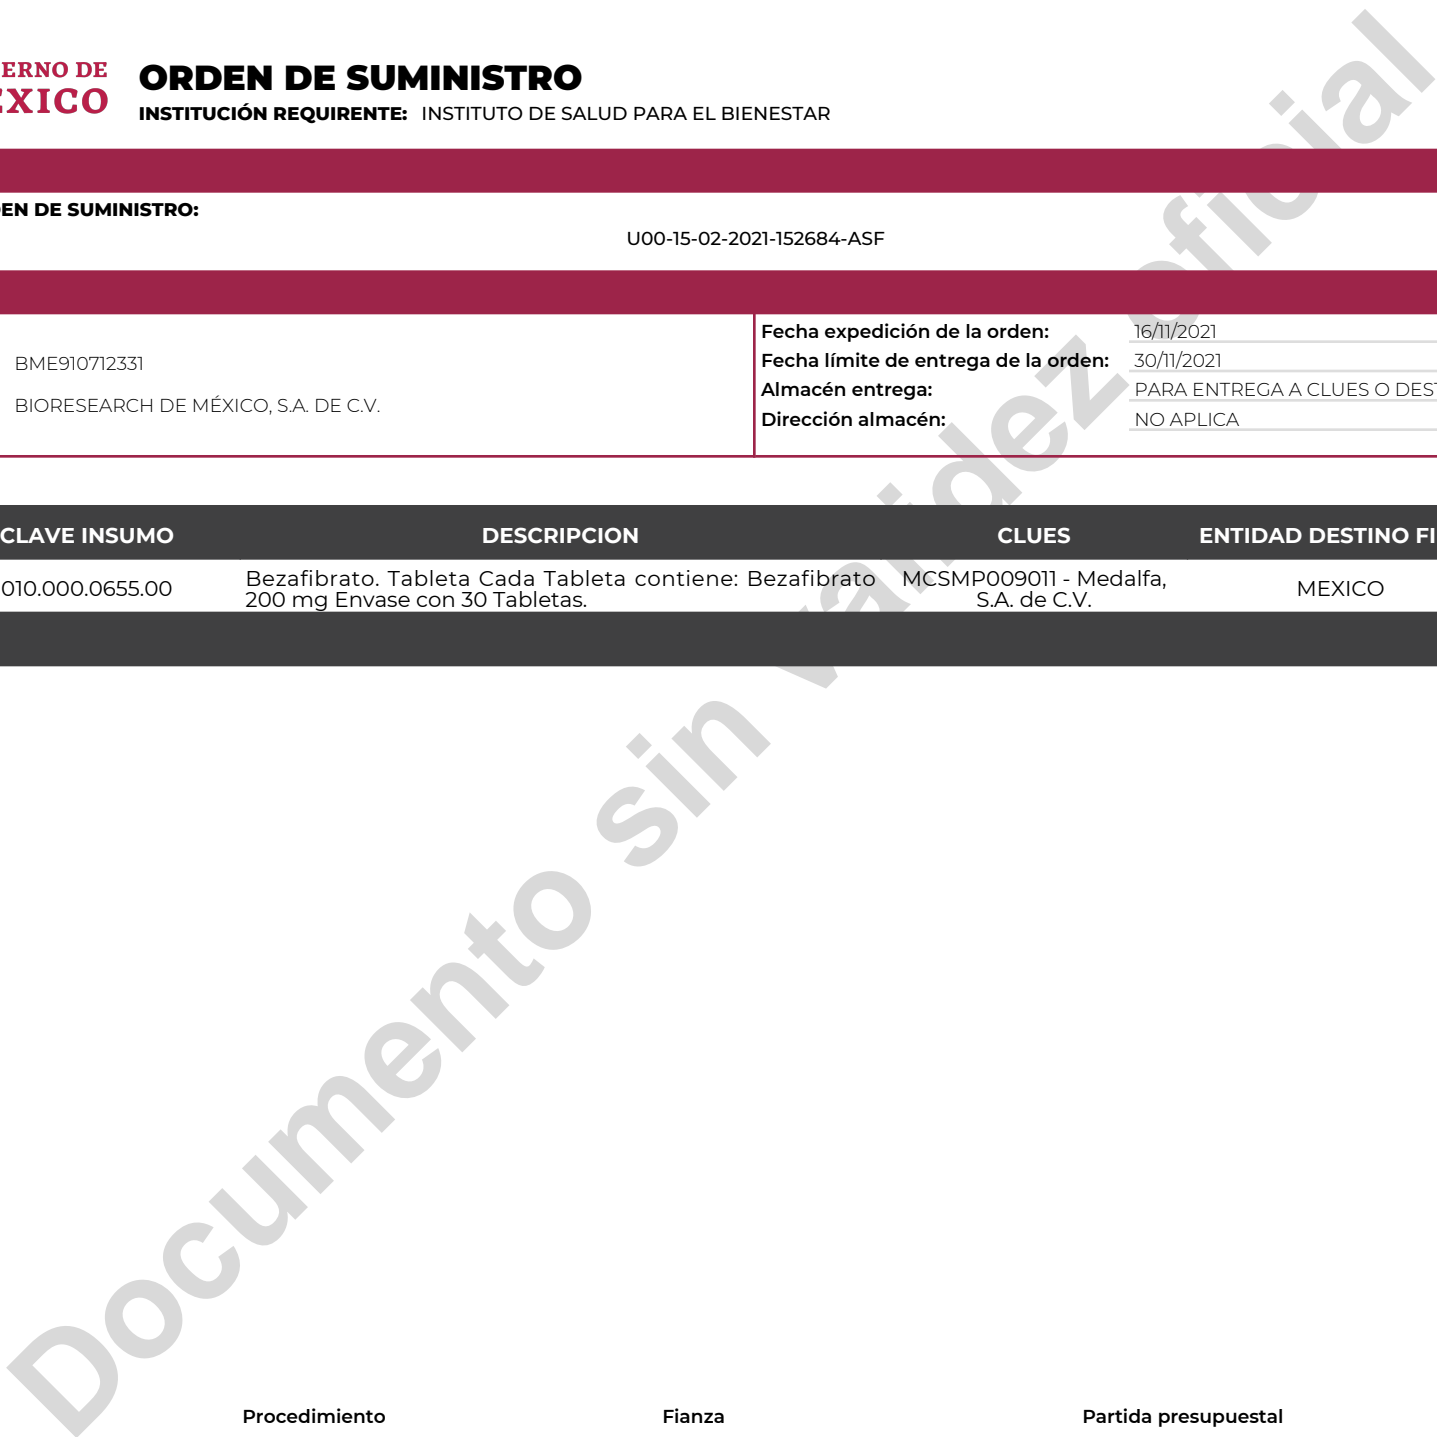 ERNO DE
EXICO
ORDEN DE SUMINISTRO
INSTITUCIÓN REQUIRENTE: INSTITUTO DE SALUD PARA EL BIENESTAR
EN DE SUMINISTRO:
U00-15-02-2021-152684-ASF
BME910712331
BIORESEARCH DE MÉXICO, S.A. DE C.V.
Fecha expedición de la orden: 16/11/2021
Fecha límite de entrega de la orden: 30/11/2021
Almacén entrega: PARA ENTREGA A CLUES O DEST
Dirección almacén: NO APLICA
CLAVE INSUMO DESCRIPCION CLUES ENTIDAD DESTINO FI
010.000.0655.00 Bezafibrato. Tableta Cada Tableta contiene: Bezafibrato 
200 mg Envase con 30 Tabletas.
MCSMP009011 - Medalfa,
S.A. de C.V.
MEXICO
Documento sin validez oficial
Procedimiento Fianza Partida presupuestal